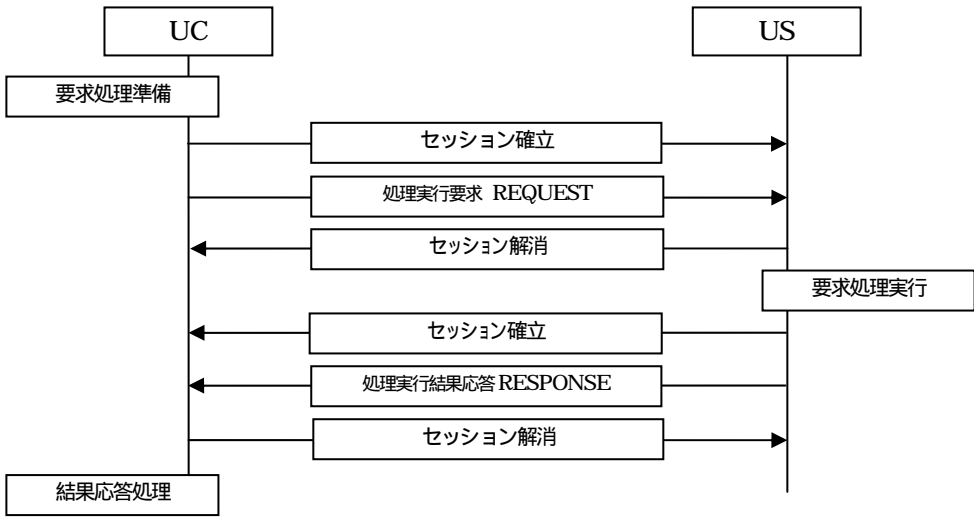 UC
US
要求処理準備
セッション確立
処理実行要求 REQUEST
セッション解消
要求処理実行
セッション確立
処理実行結果応答 RESPONSE
セッション解消
結果応答処理